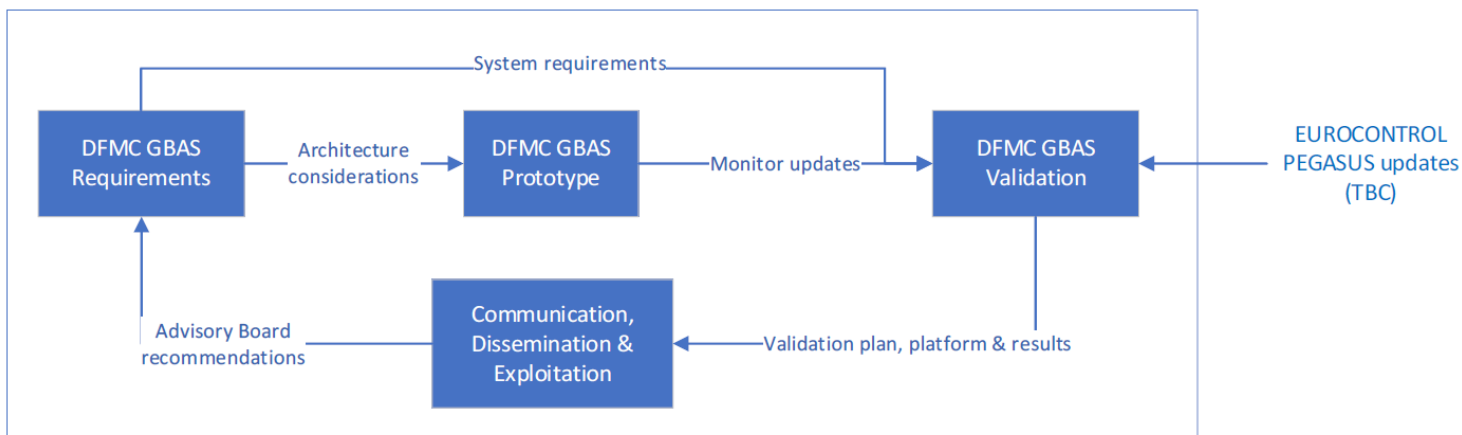 System requirements
DFMC GBAS
Requirements
Architecture
considerations
DFMC GBAS
Prototype
Monitor updates
DFMC GBAS
Validation
EUROCONTROL
PEGASUS updates
(TBC)
Advisory Board
recommendations
Communication,
Dissemination &
Exploitation
Validation plan, platform & results